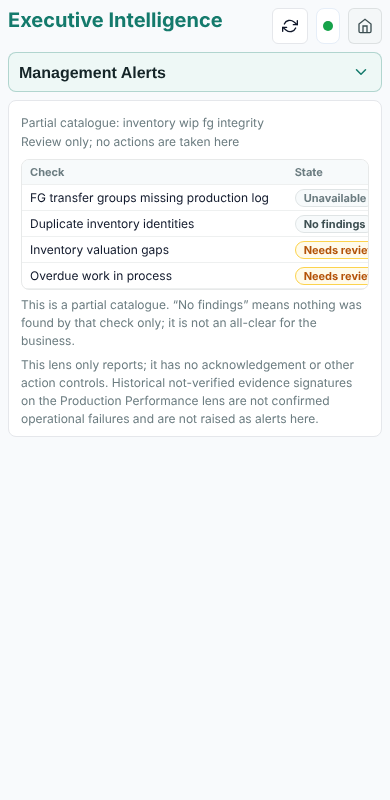 Executive Intelligence
Management Alerts
Partial catalogue: inventory wip fg integrity
Review only; no actions are taken here
Check State
FG transfer groups missing production log Unavailable
Duplicate inventory identities No findings
Inventory valuation gaps Needs revie
Overdue work in process Needs revie
This is a partial catalogue. “No findings” means nothing was
found by that check only; it is not an all-clear for the
business.
This lens only reports; it has no acknowledgement or other
action controls. Historical not-verified evidence signatures
on the Production Performance lens are not confirmed
operational failures and are not raised as alerts here.